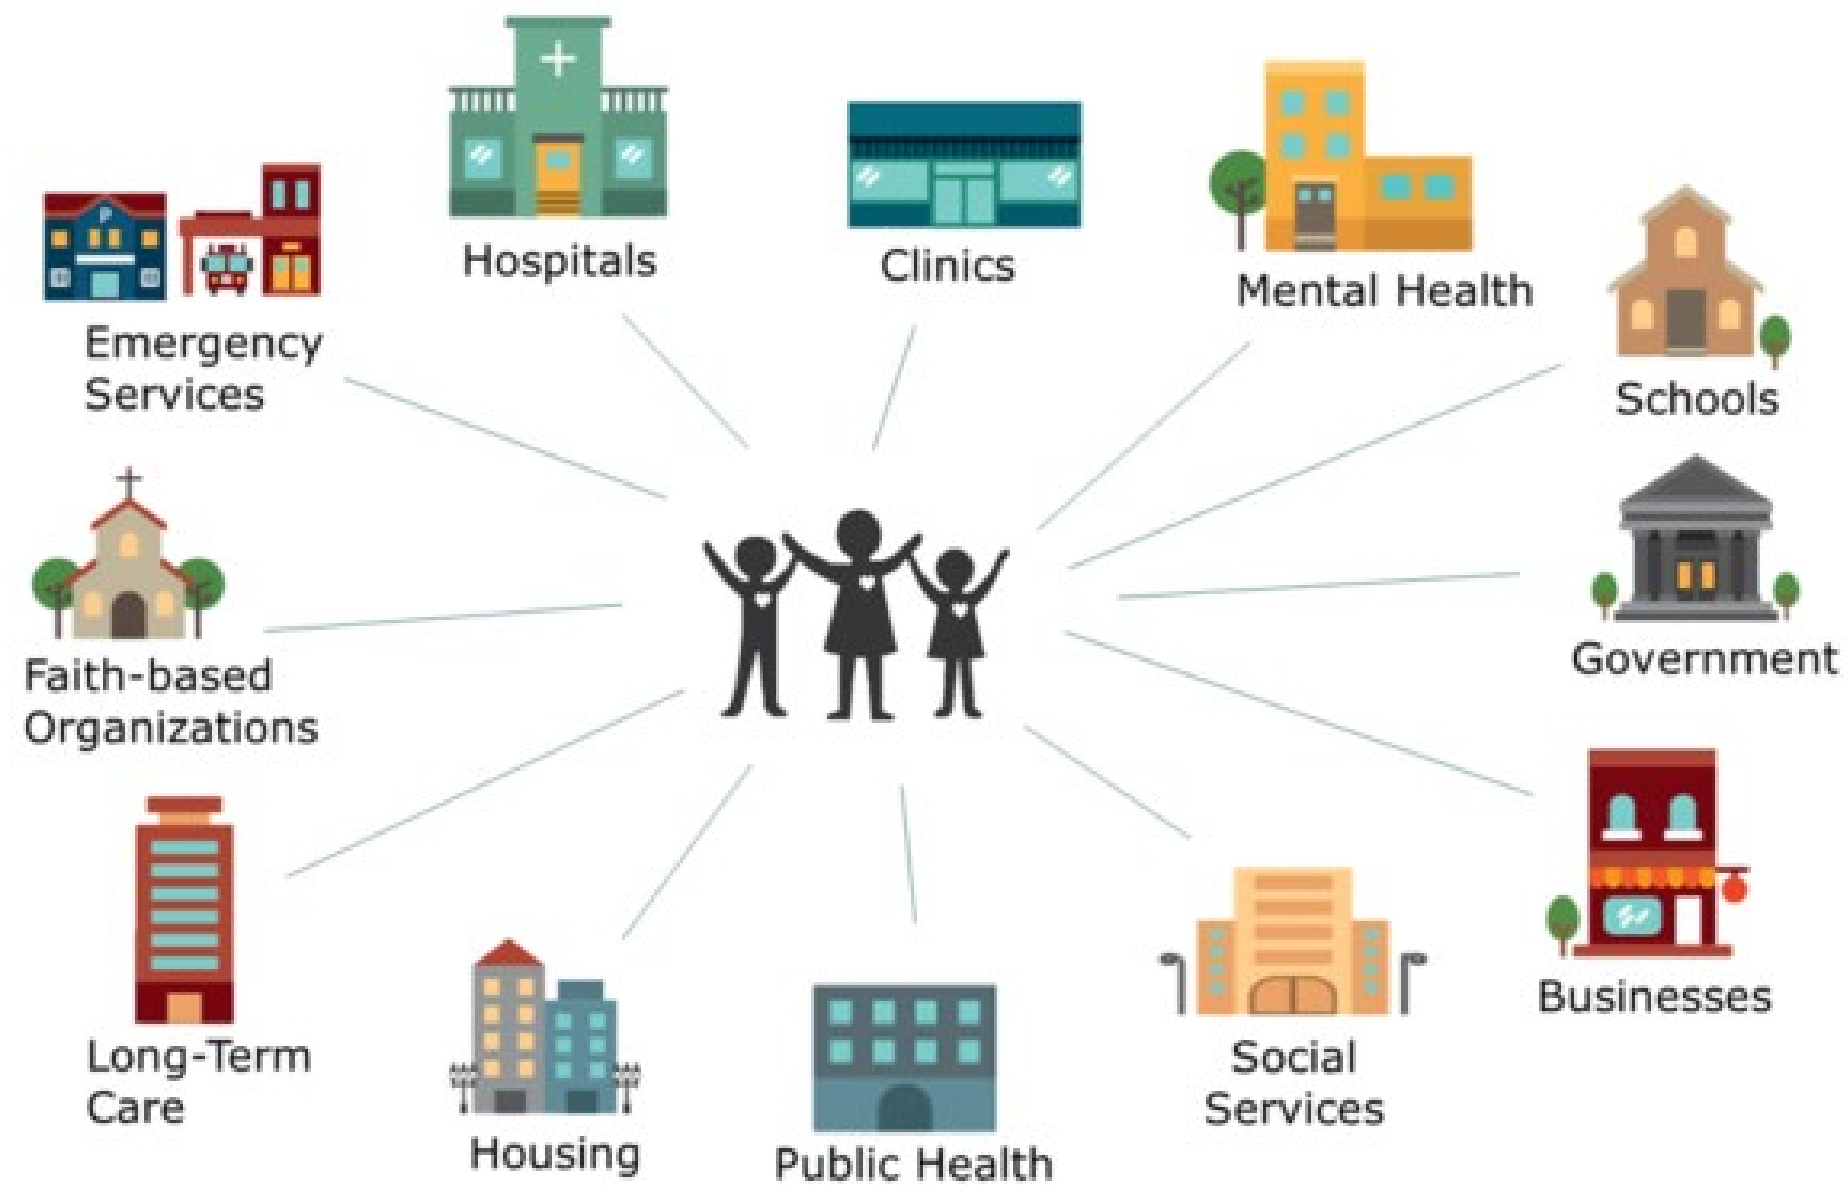 Hospitals
Clinics
Mental Health
P
Emergency
Services
Schools
Faith-based
Organizations
Government
Long-Term
Care
Businesses
Housing
Public Health
Social
Services